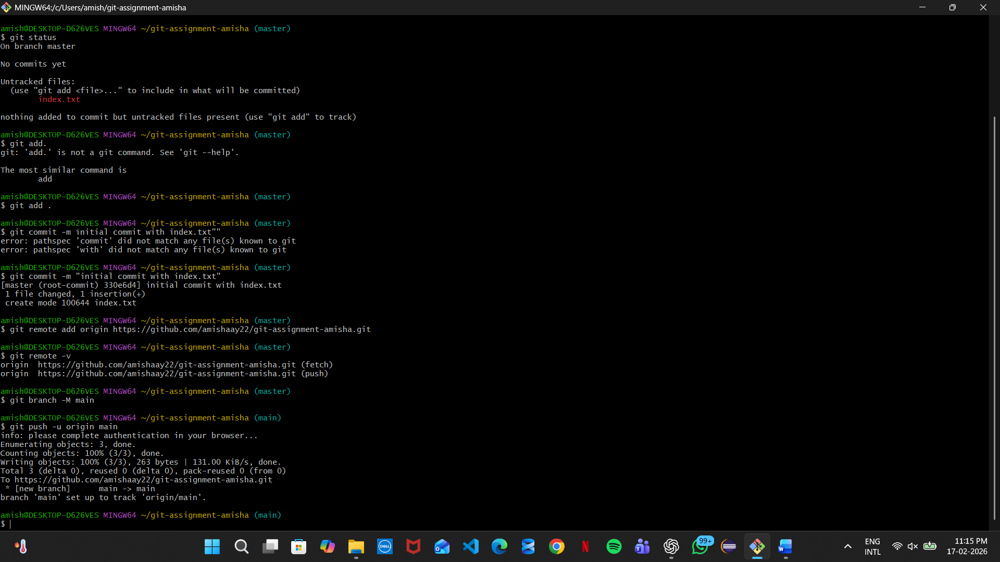 MINGW64:/c/Users/amish/git-assignment-amisha
amish@DESKTOP-D626VES MINGW64 ~/git-assignment-amisha (master)
$ git status
On branch master
No commits yet
Untracked files:
  (use "git add <file>..." to include in what will be committed)
        index.txt
nothing added to commit but untracked files present (use "git add" to track)
amish@DESKTOP-D626VES MINGW64 ~/git-assignment-amisha (master)
$ git add.
git: 'add.' is not a git command. See 'git --help'.
The most similar command is
        add
amish@DESKTOP-D626VES MINGW64 ~/git-assignment-amisha (master)
$ git add .
amish@DESKTOP-D626VES MINGW64 ~/git-assignment-amisha (master)
$ git commit -m ïnitial commit with index.txt""
error: pathspec 'commit' did not match any file(s) known to git
error: pathspec 'with' did not match any file(s) known to git
amish@DESKTOP-D626VES MINGW64 ~/git-assignment-amisha (master)
$ git commit -m "initial commit with index.txt"
[master (root-commit) 330e6d4] initial commit with index.txt
 1 file changed, 1 insertion(+)
 create mode 100644 index.txt
amish@DESKTOP-D626VES MINGW64 ~/git-assignment-amisha (master)
$ git remote add origin https://github.com/amishaay22/git-assignment-amisha.git
amish@DESKTOP-D626VES MINGW64 ~/git-assignment-amisha (master)
$ git remote -v
origin  https://github.com/amishaay22/git-assignment-amisha.git (fetch)
origin  https://github.com/amishaay22/git-assignment-amisha.git (push)
amish@DESKTOP-D626VES MINGW64 ~/git-assignment-amisha (master)
$ git branch -M main
amish@DESKTOP-D626VES MINGW64 ~/git-assignment-amisha (main)
$ git push -u origin main
info: please complete authentication in your browser...
Enumerating objects: 3, done.
Counting objects: 100% (3/3), done.
Writing objects: 100% (3/3), 263 bytes | 131.00 KiB/s, done.
Total 3 (delta 0), reused 0 (delta 0), pack-reused 0 (from 0)
To https://github.com/amishaay22/git-assignment-amisha.git
 * [new branch]      main -> main
branch 'main' set up to track 'origin/main'.
amish@DESKTOP-D626VES MINGW64 ~/git-assignment-amisha (main)
$
DELL
O
N
T
99+
W
ENG
INTL
11:15 PM
17-02-2026